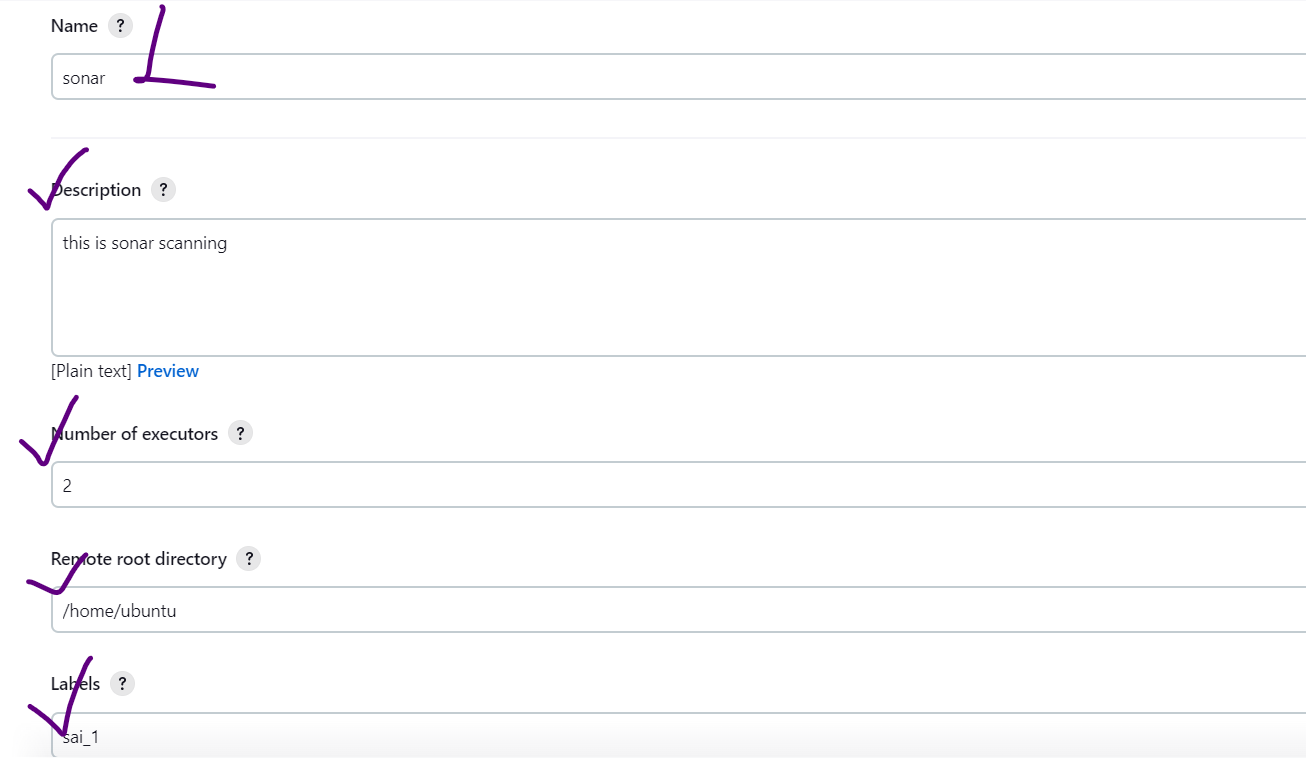 Name ?
sonar
Description ?
this is sonar scanning
[Plain text] Preview
Number of executors ?
2
Remote root directory ?
/home/ubuntu
Labels ?
sai_1